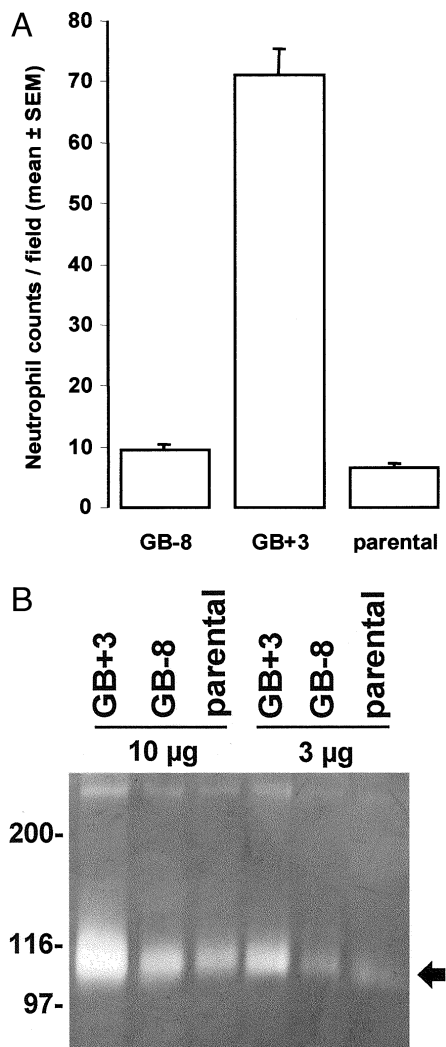 A
Neutrophil counts / field (mean ± SEM)
80
70
60
50
40
30
20
10
0
GB-8
GB+3
parental
B
GB+3
GB-8
parental
GB+3
GB-8
parental
10 µg
3 µg
200-
116-
97-